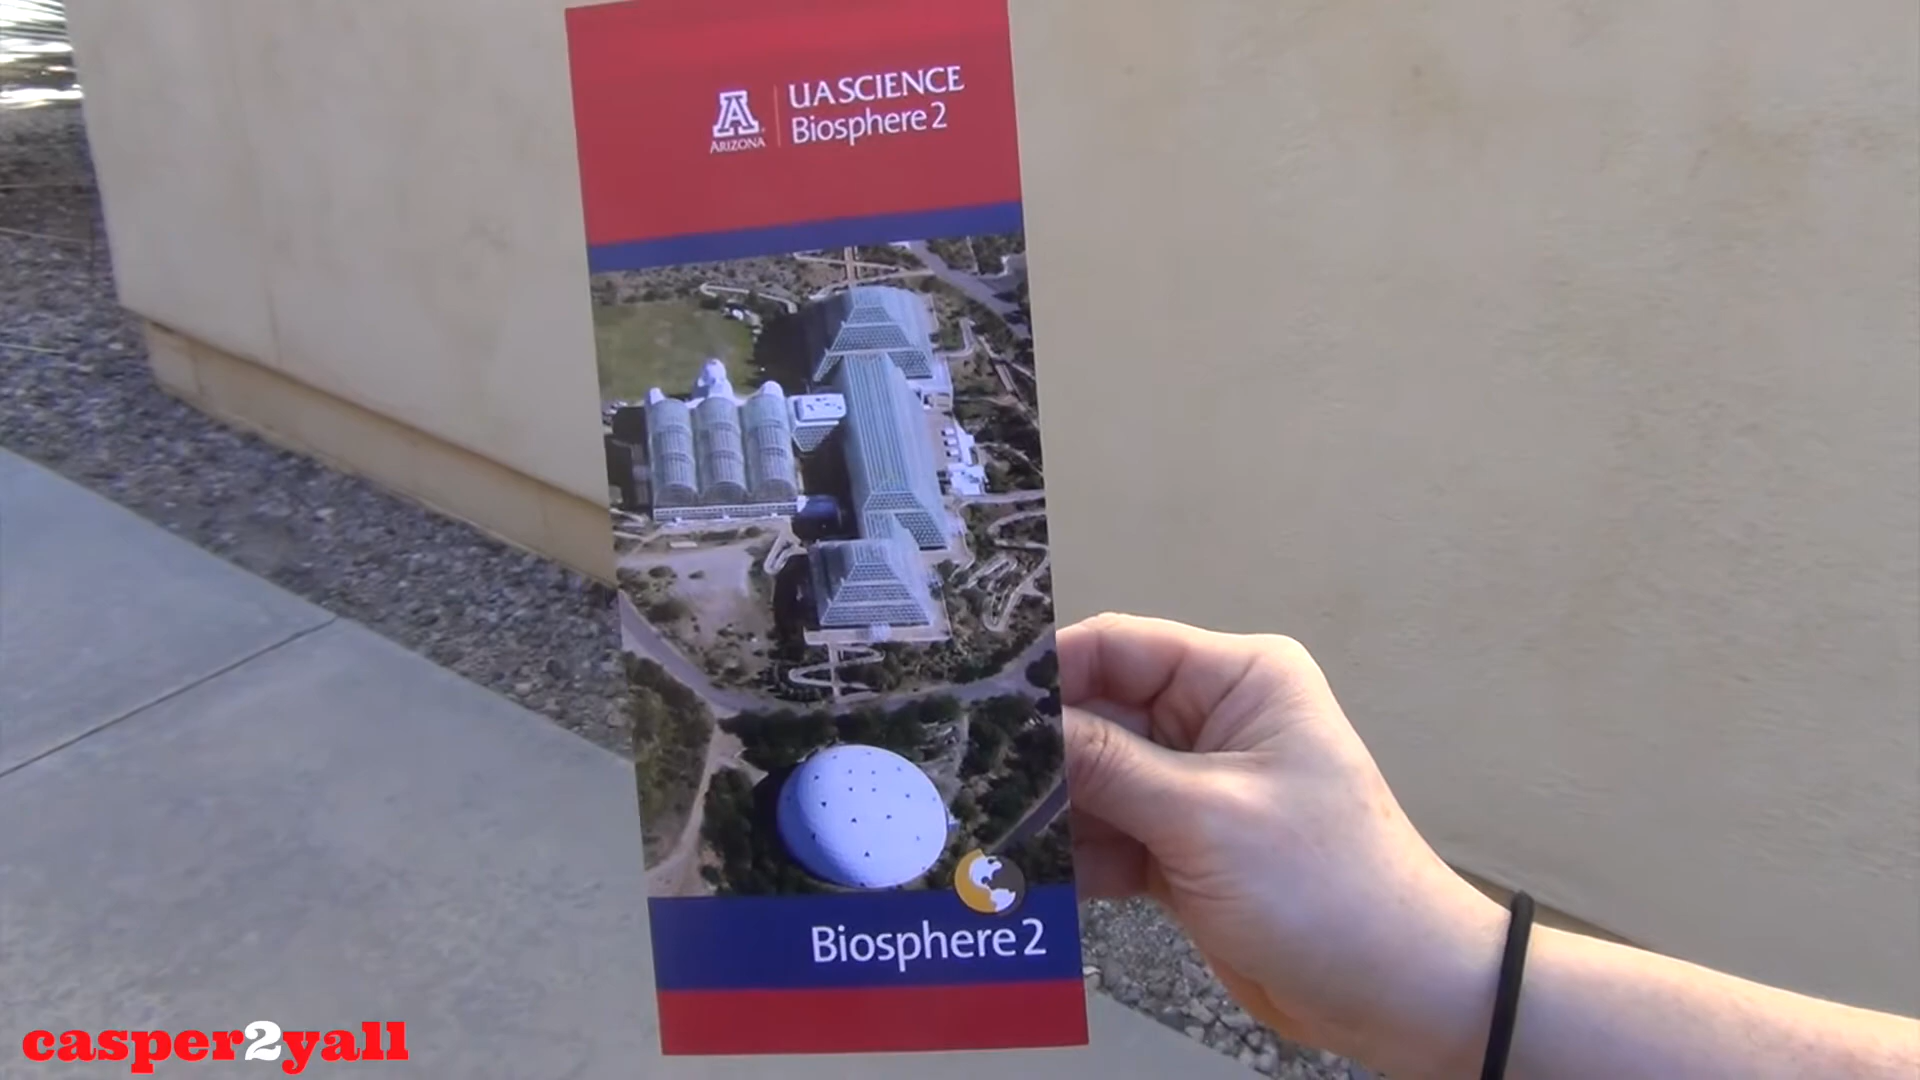 UA SCIENCE
Biosphere 2
A
ARIZONA
Biosphere 2
casper2yall